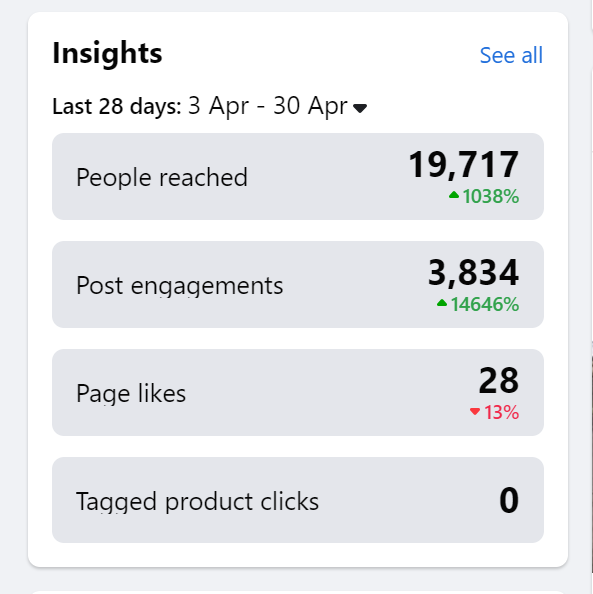 Insights
See all
Last 28 days: 3 Apr - 30 Apr
People reached
19,717
1038%
Post engagements
3,834
14646%
Page likes
28
13%
Tagged product clicks
0